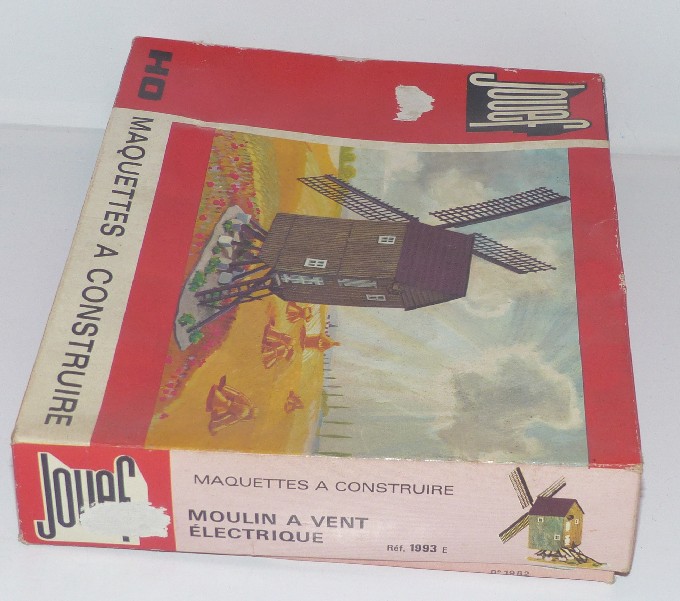 Jouef
HO
MAQUETTES A CONSTRUIRE
Jouef
MAQUETTES A CONSTRUIRE
MOULIN A VENT
ÉLECTRIQUE
Réf. 1993 E